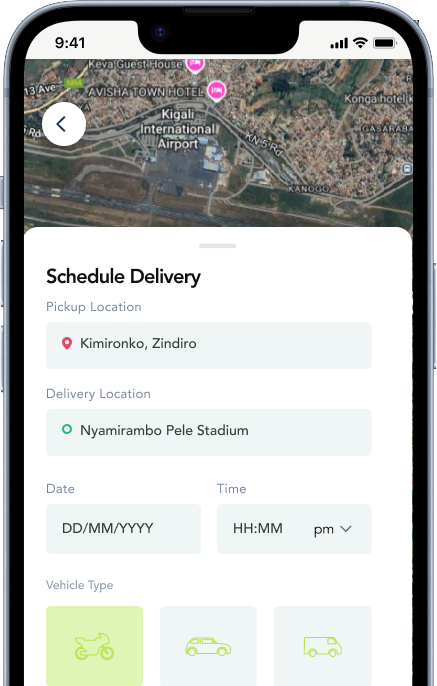 9:41
Keva Guest House
13 Ave
AVISHA TOWN HOTEL
Kigali
International
Airport
Konga hotel k
GASARABA
5 Rd
KN 5 Rd
KANOGO
Schedule Delivery
Pickup Location
Kimironko, Zindiro
Delivery Location
Nyamirambo Pele Stadium
Date
Time
DD/MM/YYYY
HH:MM
pm
Vehicle Type